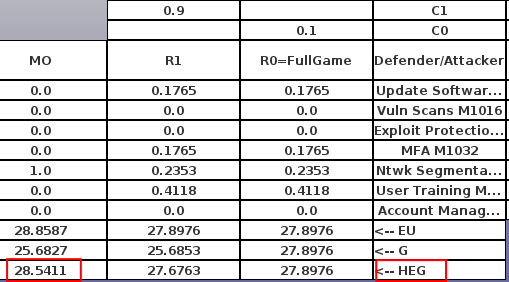 0.9 C1
0.1 C0
MO R1 R0=FullGame Defender/Attacker
0.0 0.1765 0.1765 Update Softwar...
0.0 0.0 0.0 Vuln Scans M1016
0.0 0.0 0.0 Exploit Protectio...
0.0 0.1765 0.1765 MFA M1032
1.0 0.2353 0.2353 Ntwk Segmenta...
0.0 0.4118 0.4118 User Training M...
0.0 0.0 0.0 Account Manag...
28.8587 27.8976 27.8976 <-- EU
25.6827 25.6853 27.8976 <-- G
28.5411 27.6763 27.8976 <-- HEG